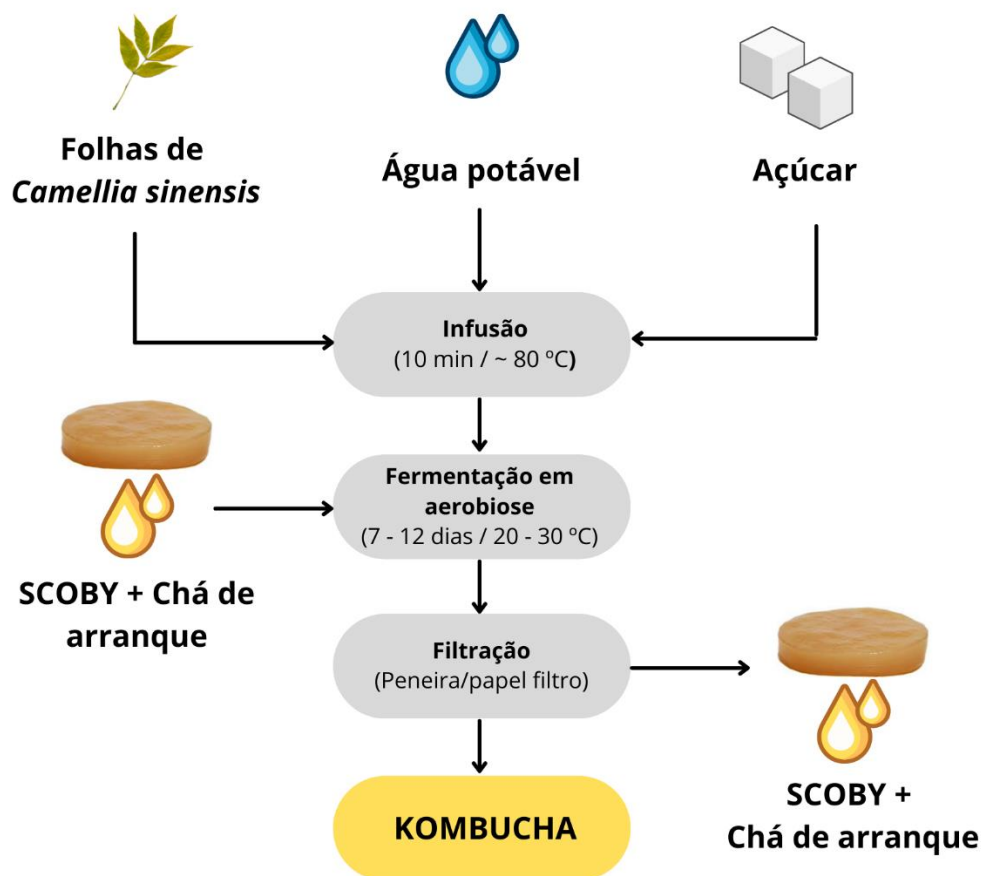 Folhas de
Camellia sinensis
Água potável
Açúcar
Infusão
(10 min / ~ 80 ºC)
SCOBY + Chá de
arranque
Fermentação em
aerobiose
(7 - 12 dias / 20 - 30 ºC)
Filtração
(Peneira/papel filtro)
SCOBY +
Chá de arranque
KOMBUCHA